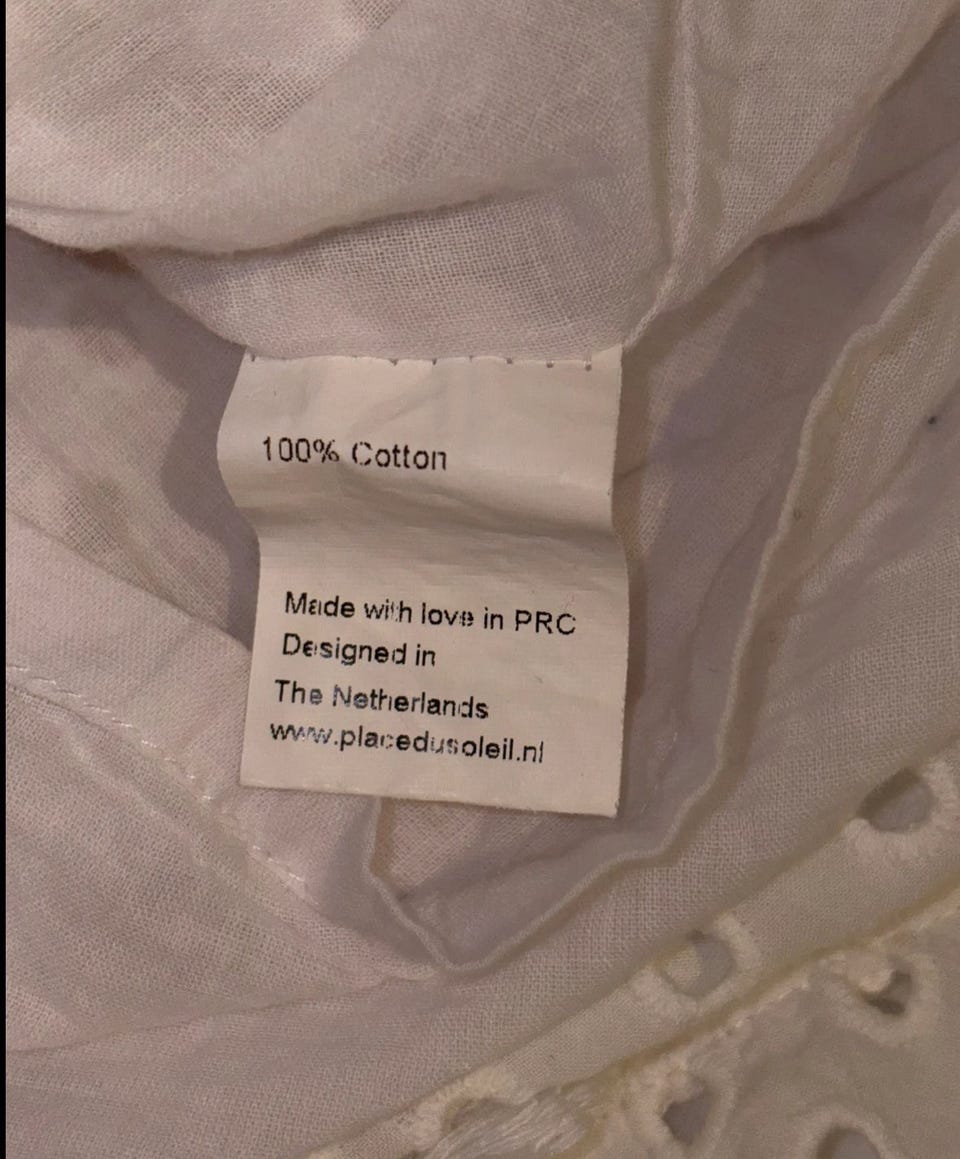 100% Cotton
Made with love in PRC
Designed in
The Netherlands
www.placedusoleil.nl